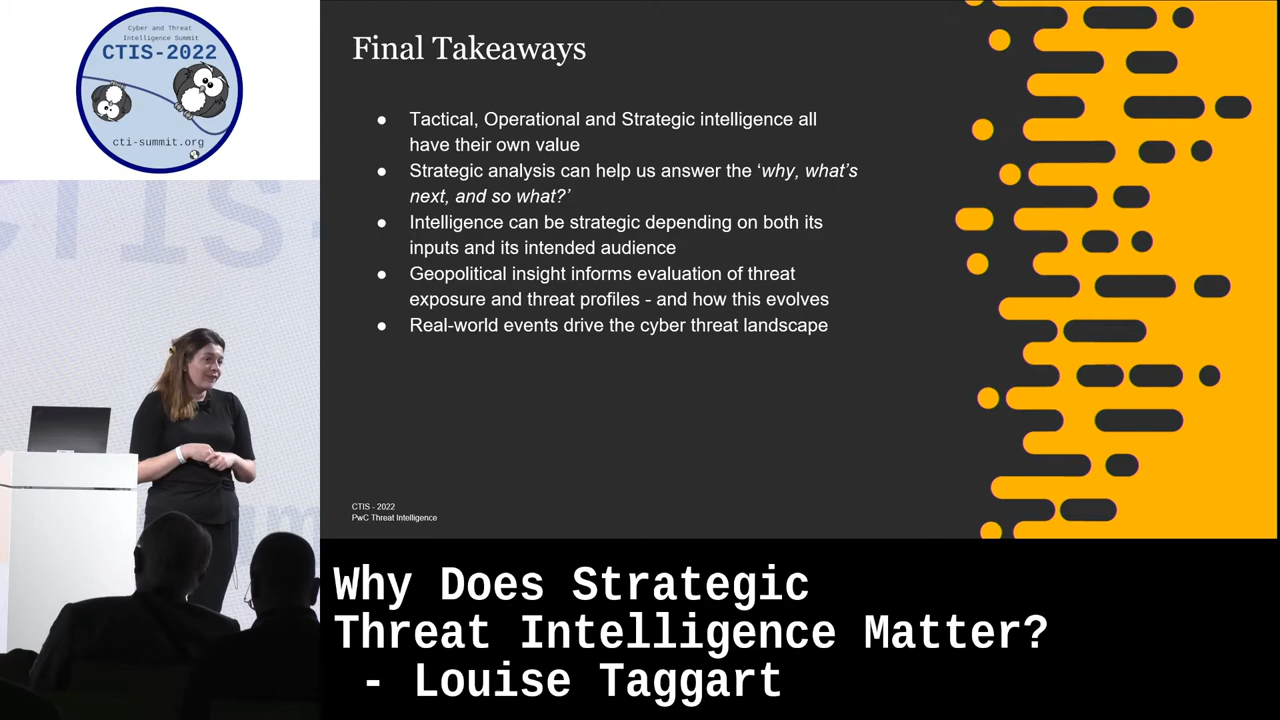 Cyber and Threat
Intelligence Summit
CTIS-2022
cti-summit.org
CTIS
Final Takeaways
● Tactical, Operational and Strategic intelligence all
have their own value
● Strategic analysis can help us answer the ‘why, what’s
next, and so what?’
● Intelligence can be strategic depending on both its
inputs and its intended audience
● Geopolitical insight informs evaluation of threat
exposure and threat profiles - and how this evolves
● Real-world events drive the cyber threat landscape
CTIS - 2022
PwC Threat Intelligence
Why Does Strategic
Threat Intelligence Matter?
- Louise Taggart